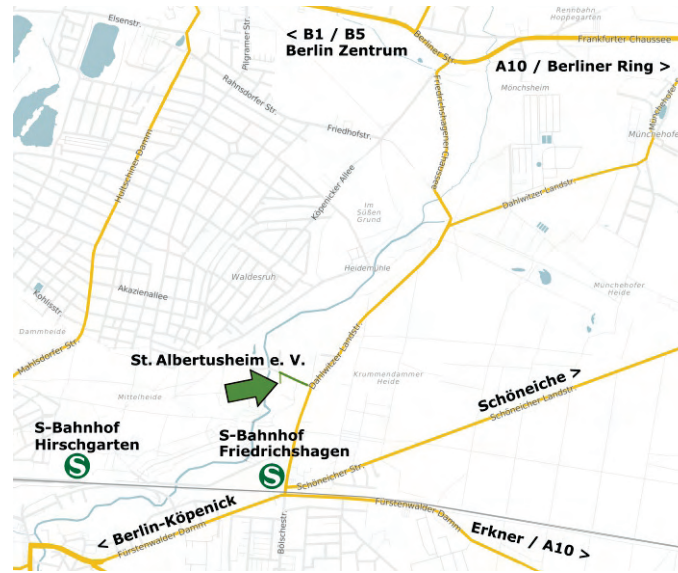 Elsenstr.
Pilgramer Str.
< B1 / B5
Berlin Zentrum
Berliner Str.
Rennbahn
Hoppegarten
Frankfurter Chaussee
A10 / Berliner Ring >
Rahnsdorfer Str.
Mönchsheim
Friedrichshagener Chaussee
Münchehofer
Friedhofstr.
Münchehofe
Hultschiner Damm
Köpenicker Allee
Im
Süßen
Grund
Dahlwitzer Landstr.
Waldesruh
Heidemühle
Akazienallee
Münchehofer
Heide
Kohlisstr.
Dammheide
Mahlsdorfer Str.
St. Albertusheim e. V.
Dahlwitzer Landstr.
Krummendammer
Heide
Mittelheide
Schöneiche >
Schöneicher Landstr.
S-Bahnhof
Hirschgarten
S
S-Bahnhof
Friedrichshagen
S
Schöneicher Str.
< Berlin-Köpenick
Fürstenwalder Damm
Bölschestr.
Fürstenwalder Damm
Erkner / A10 >